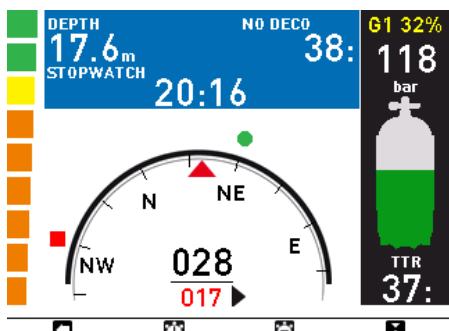 DEPTH
NO DECO
G1 32%
17.6m
38:
118
bar
STOPWATCH
20:16
N
NE
NW
E
028
017
TTR
37: